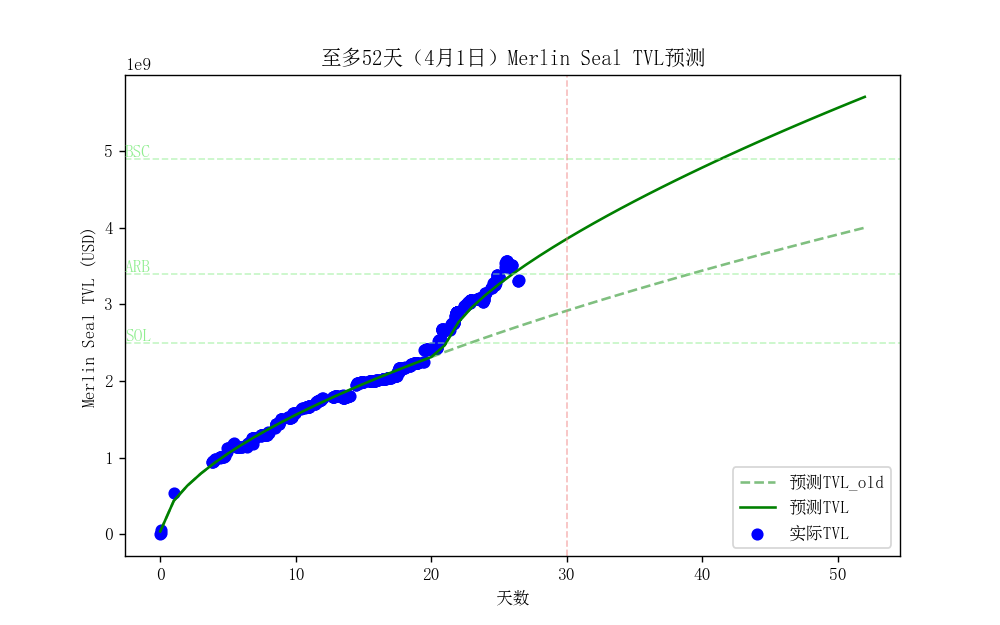 至多52天（4月1日）Merlin Seal TVL预测
1e9
Merlin Seal TVL (USD)
5
4
3
2
1
0
BSC
ARB
SOL
预测TVL_old
预测TVL
实际TVL
0 10 20 30 40 50
天数